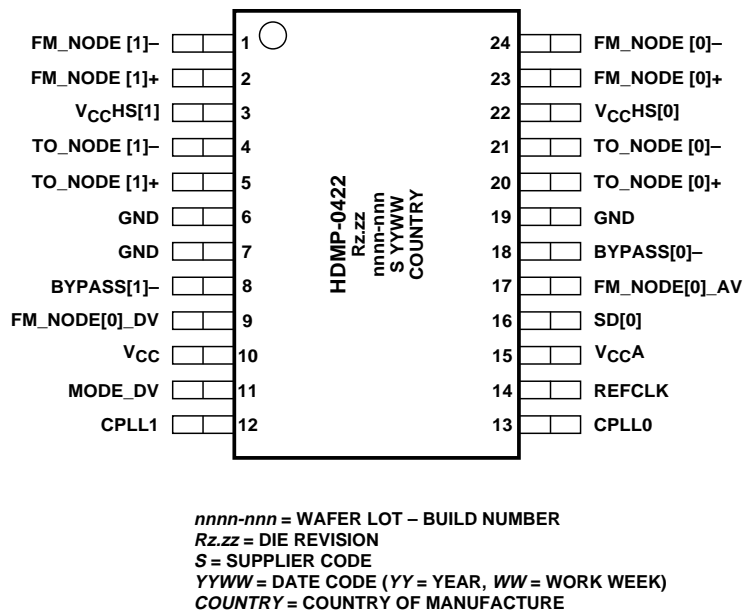 FM_NODE [1]– 1 24 FM_NODE [0]–
FM_NODE [1]+ 2 23 FM_NODE [0]+
VCCHS[1] 3 22 VCCHS[0]
TO_NODE [1]– 4 21 TO_NODE [0]–
TO_NODE [1]+ 5 20 TO_NODE [0]+
GND 6 19 GND
GND 7 18 BYPASS[0]–
BYPASS[1]– 8 17 FM_NODE[0]_AV
FM_NODE[0]_DV 9 16 SD[0]
VCC 10 15 VCCA
MODE_DV 11 14 REFCLK
CPLL1 12 13 CPLL0
HDMP-0422
Rz.zz
nnnn-nnn
S YYWW
COUNTRY
nnnn-nnn = WAFER LOT – BUILD NUMBER
Rz.zz = DIE REVISION
S = SUPPLIER CODE
YYWW = DATE CODE (YY = YEAR, WW = WORK WEEK)
COUNTRY = COUNTRY OF MANUFACTURE